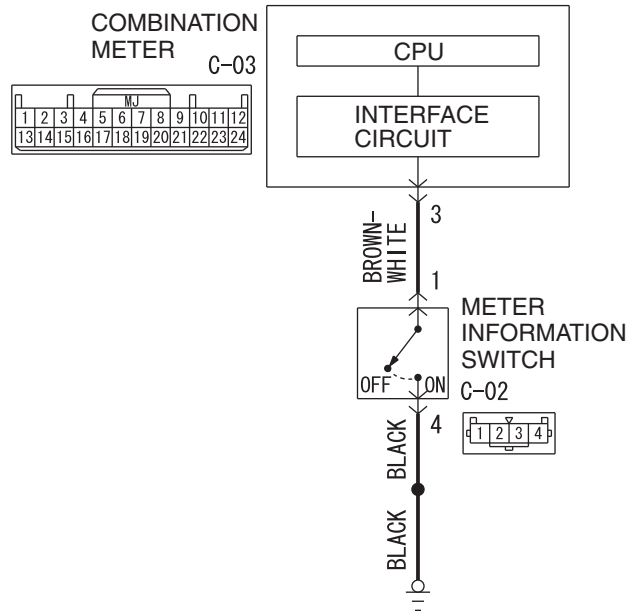 COMBINATION
METER
C-03
MJ
1 2 3 4 5 6 7 8 9 10 11 12
13 14 15 16 17 18 19 20 21 22 23 24
CPU
INTERFACE
CIRCUIT
3
BROWN-
WHITE
1
METER
INFORMATION
SWITCH
OFF ON
C-02
1 2 3 4
4
BLACK
BLACK